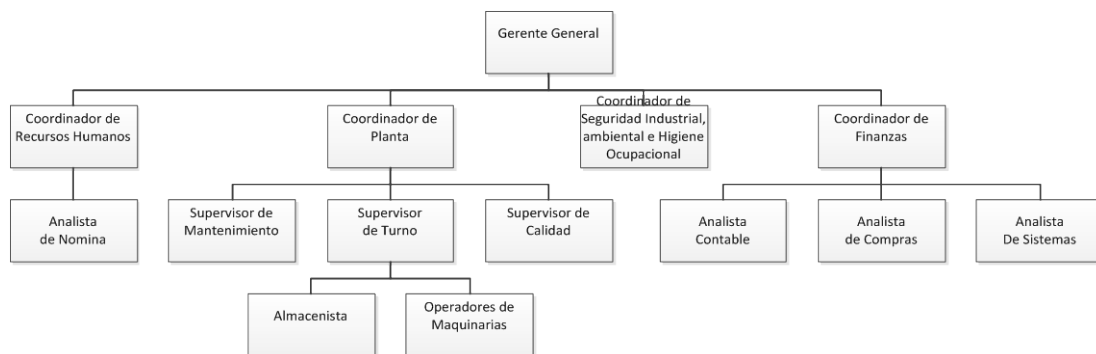 Gerente General
Coordinador de
Recursos Humanos
Coordinador de
Planta
Coordinador de
Seguridad Industrial,
ambiental e Higiene
Ocupacional
Coordinador de
Finanzas
Analista
de Nomina
Supervisor de
Mantenimiento
Supervisor
de Turno
Supervisor de
Calidad
Analista
Contable
Analista
de Compras
Analista
De Sistemas
Almacenista
Operadores de
Maquinarias